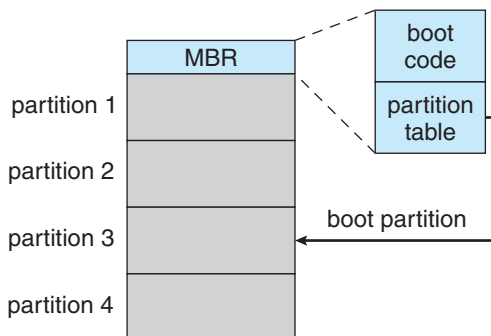 MBR
boot
code
partition
table
partition 1
partition 2
boot partition
partition 3
partition 4